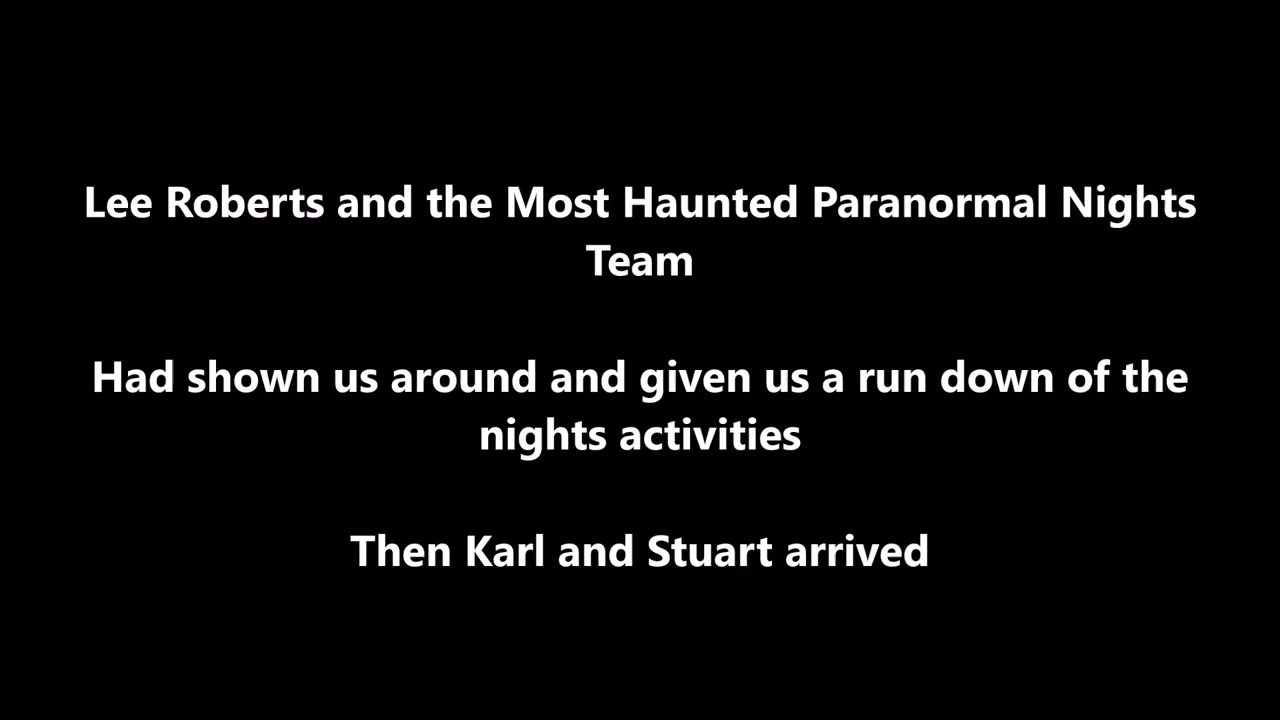 Lee Roberts and the Most Haunted Paranormal Nights
Team
Had shown us around and given us a run down of the
nights activities
Then Karl and Stuart arrived